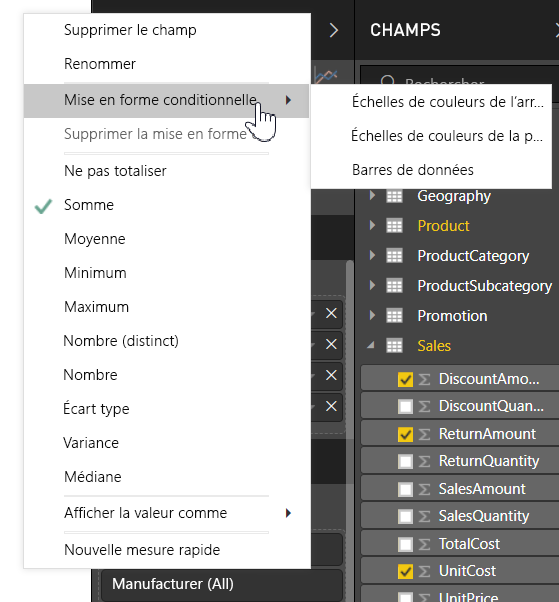 Supprimer le champ
Renommer
Mise en forme conditionnelle
Supprimer la mise en forme
Ne pas totaliser
Somme
Moyenne
Minimum
Maximum
Nombre (distinct)
Nombre
Écart type
Variance
Médiane
Afficher la valeur comme
Nouvelle mesure rapide
Manufacturer (All)
Échelles de couleurs de l’arr...
Échelles de couleurs de la p...
Barres de données
CHAMPS
Rechercher
Geography
Product
ProductCategory
ProductSubcategory
Promotion
Sales
DiscountAmo...
DiscountQuan...
ReturnAmount
ReturnQuantity
SalesAmount
SalesQuantity
TotalCost
UnitCost
UnitPrice